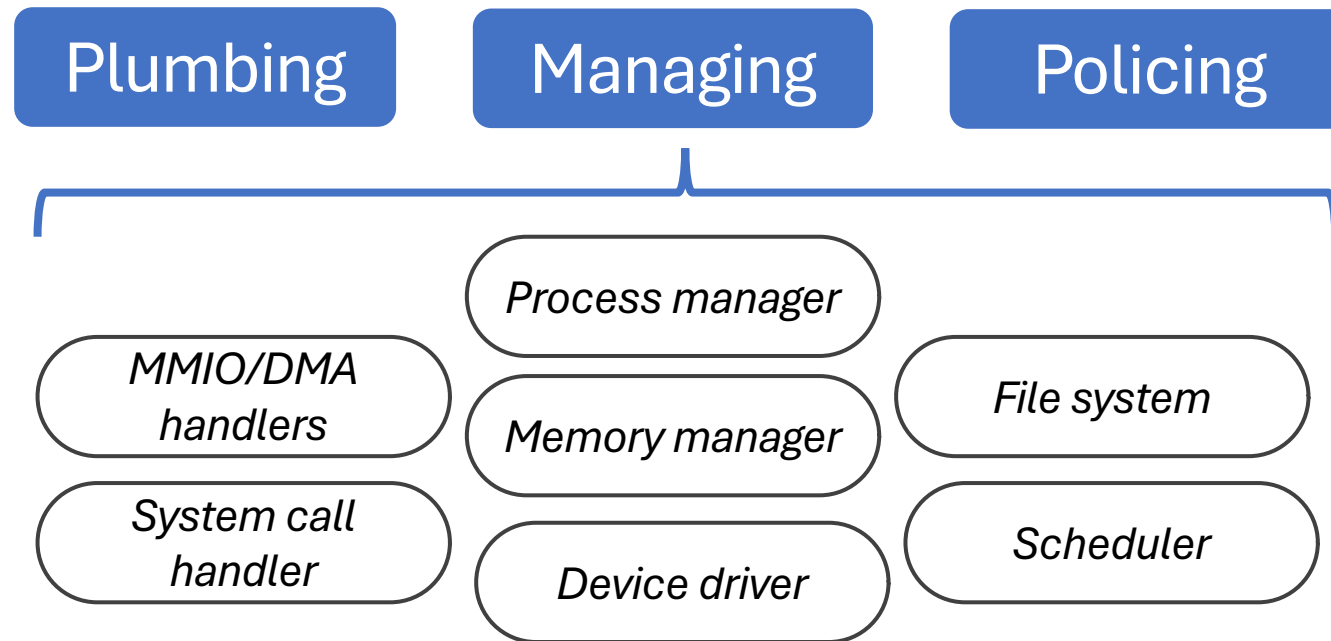 Plumbing
Managing
Policing
Process manager
MMIO/DMA
handlers
Memory manager
File system
System call
handler
Device driver
Scheduler